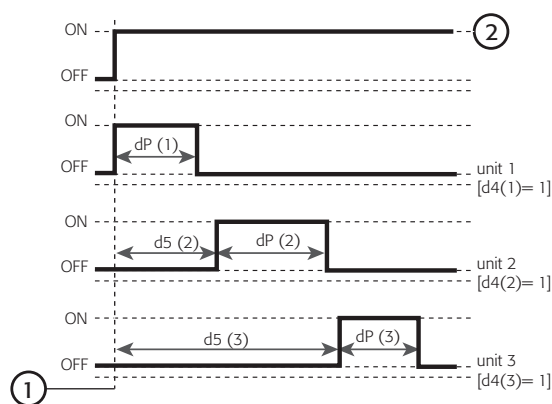 ON
2
OFF
ON
dP (1)
OFF
unit 1
[d4(1)= 1]
ON
d5 (2)
dP (2)
OFF
unit 2
[d4(2)= 1]
ON
d5 (3)
dP (3)
OFF
unit 3
[d4(3)= 1]
1